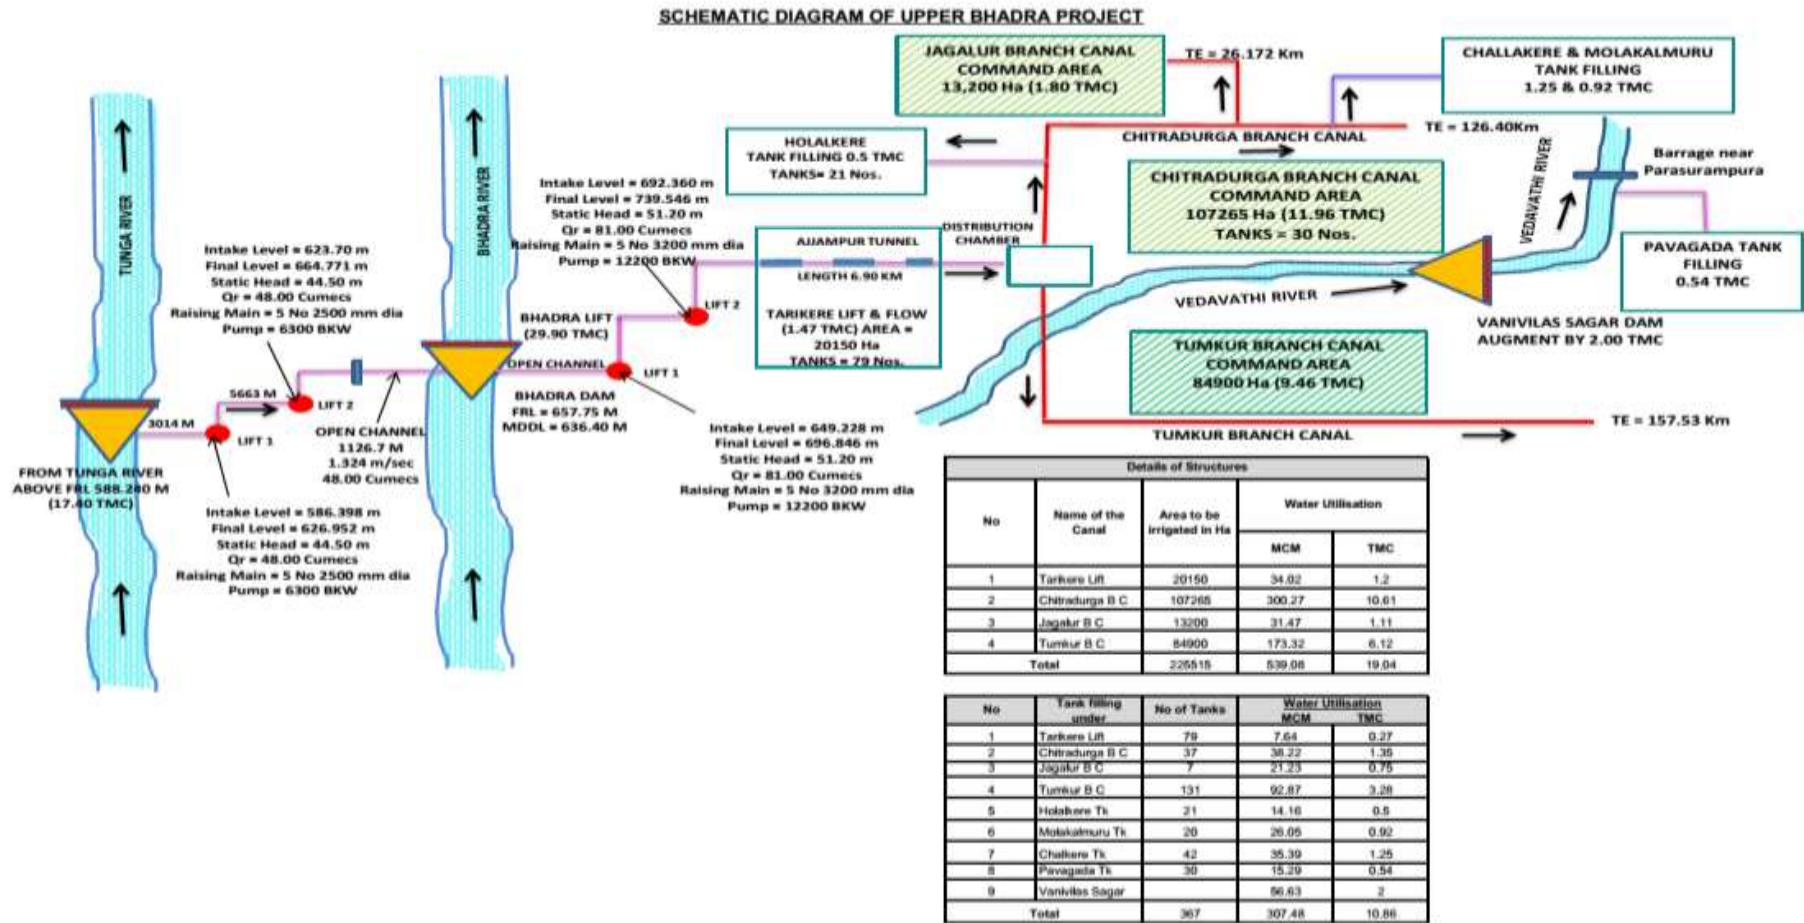 SCHEMATIC DIAGRAM OF UPPER BHADRA PROJECT
JAGALUR BRANCH CANAL
COMMAND AREA
13,200 Ha (1.80 TMC)
TE = 26.172 Km
CHALLAKERE & MOLAKALMURU
TANK FILLING
1.25 & 0.92 TMC
HOLALKERE
TANK FILLING 0.5 TMC
TANKS= 21 Nos.
CHITRADURGA BRANCH CANAL
TE = 126.40Km
CHITRADURGA BRANCH CANAL
COMMAND AREA
107265 Ha (11.96 TMC)
TANKS = 30 Nos.
VEDAVATHI RIVER
Barrage near
Parasurampura
PAVAGADA TANK
FILLING
0.54 TMC
TUNGA RIVER
BHADRA RIVER
Intake Level = 692.360 m
Final Level = 739.546 m
Static Head = 51.20 m
Qr = 81.00 Cumecs
Raising Main = 5 No 3200 mm dia
Pump = 12200 BKW
Intake Level = 623.70 m
Final Level = 664.771 m
Static Head = 44.50 m
Qr = 48.00 Cumecs
Raising Main = 5 No 2500 mm dia
Pump = 6300 BKW
AJJAMPUR TUNNEL
LENGTH 6.90 KM
TARIKERE LIFT & FLOW
(1.47 TMC) AREA =
20150 Ha
TANKS = 79 Nos.
DISTRIBUTION
CHAMBER
VEDAVATHI RIVER
VANIVILAS SAGAR DAM
AUGMENT BY 2.00 TMC
BHADRA LIFT
(29.90 TMC)
LIFT 2
OPEN CHANNEL
LIFT 1
BHADRA DAM
FRL = 657.75 M
MDDL = 636.40 M
TUMKUR BRANCH CANAL
COMMAND AREA
84900 Ha (9.46 TMC)
TUMKUR BRANCH CANAL
TE = 157.53 Km
5663 M
LIFT 2
3014 M
LIFT 1
OPEN CHANNEL
1126.7 M
1.324 m/sec
48.00 Cumecs
FROM TUNGA RIVER
ABOVE FRL 588.240 M
(17.40 TMC)
Intake Level = 586.398 m
Final Level = 626.952 m
Static Head = 44.50 m
Qr = 48.00 Cumecs
Raising Main = 5 No 2500 mm dia
Pump = 6300 BKW
Intake Level = 649.228 m
Final Level = 696.846 m
Static Head = 51.20 m
Qr = 81.00 Cumecs
Raising Main = 5 No 3200 mm dia
Pump = 12200 BKW
Details of Structures
No Name of the Canal Area to be irrigated in Ha Water Utilisation
MCM TMC
1 Tarikere Lift 20150 34.02 1.2
2 Chitradurga B C 107265 300.27 10.61
3 Jagalur B C 13200 31.47 1.11
4 Tumkur B C 84900 173.32 6.12
Total 225515 539.08 19.04
No Tank filling under No of Tanks Water Utilisation
MCM TMC
1 Tarikere Lift 79 7.64 0.27
2 Chitradurga B C 37 38.22 1.35
3 Jagalur B C 7 21.23 0.75
4 Tumkur B C 131 92.87 3.28
5 Holalkere Tk 21 14.16 0.5
6 Molakalmuru Tk 20 26.05 0.92
7 Chalkere Tk 42 35.39 1.25
8 Pavagada Tk 30 15.29 0.54
9 Vanivilas Sagar 56.63 2
Total 367 307.48 10.86